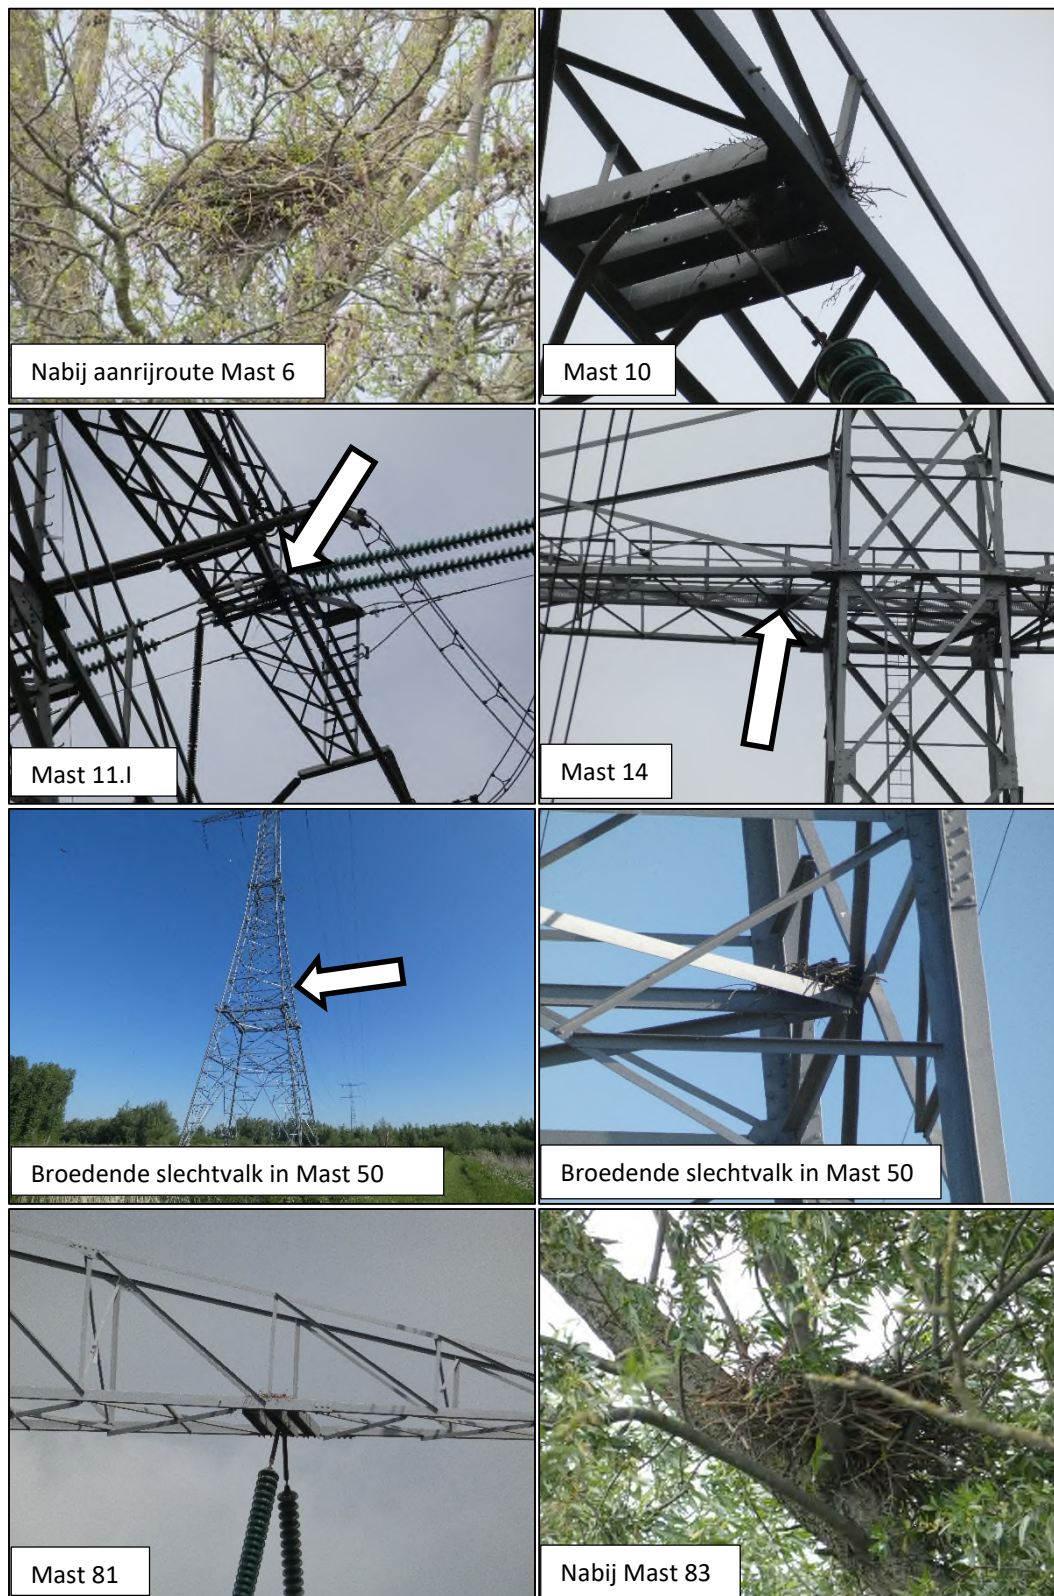 Nabij aanrijroute Mast 6
Mast 10
Mast 11.I
Mast 14
Broedende slechtvalk in Mast 50
Broedende slechtvalk in Mast 50
Mast 81
Nabij Mast 83